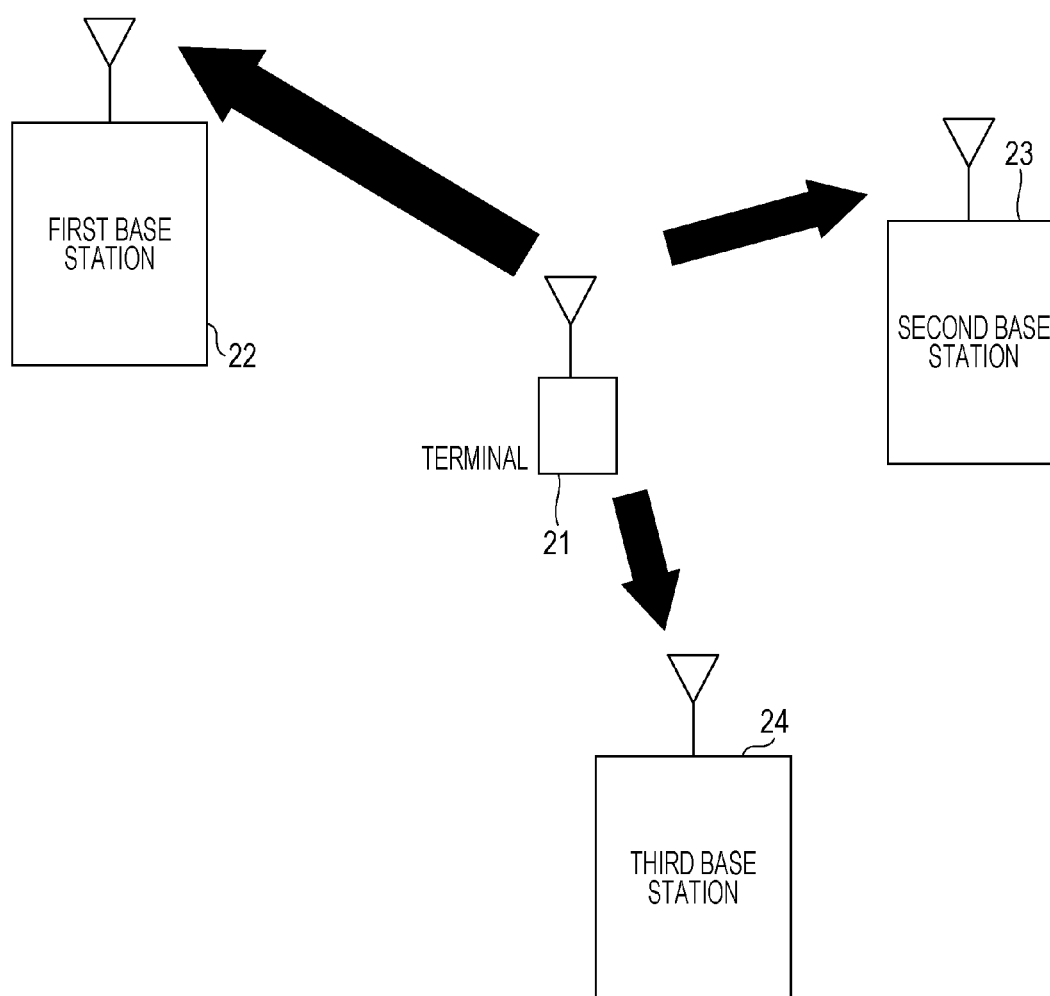 FIRST BASE
STATION
22
23
SECOND BASE
STATION
TERMINAL
21
24
THIRD BASE
STATION